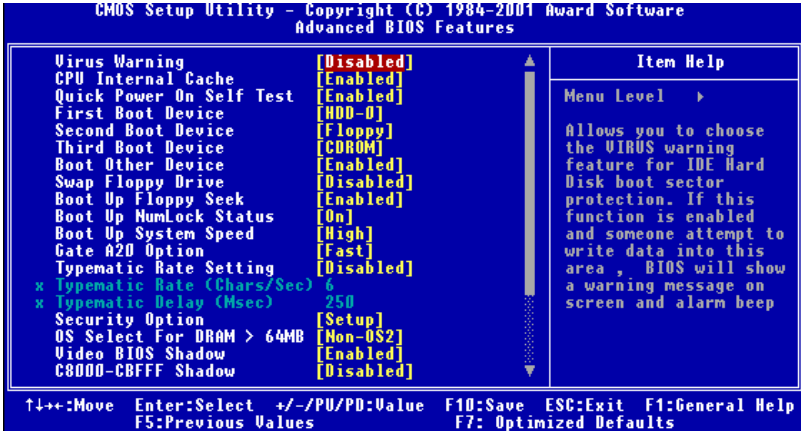 CMOS Setup Utility - Copyright (C) 1984-2001 Award Software
Advanced BIOS Features
Virus Warning [Disabled]
CPU Internal Cache [Enabled]
Quick Power On Self Test [Enabled]
First Boot Device [HDD-0]
Second Boot Device [Floppy]
Third Boot Device [CDROM]
Boot Other Device [Enabled]
Swap Floppy Drive [Disabled]
Boot Up Floppy Seek [Enabled]
Boot Up NumLock Status [On]
Boot Up System Speed [High]
Gate A20 Option [Fast]
Typematic Rate Setting [Disabled]
x Typematic Rate (Chars/Sec) 6
x Typematic Delay (Msec) 250
Security Option [Setup]
OS Select For DRAM > 64MB [Non-OS2]
Video BIOS Shadow [Enabled]
C8000-CBFFF Shadow [Disabled]
Item Help
Menu Level ▸
Allows you to choose
the VIRUS warning
feature for IDE Hard
Disk boot sector
protection. If this
function is enabled
and someone attempt to
write data into this
area , BIOS will show
a warning message on
screen and alarm beep
↑↓→←:Move Enter:Select +/-/PU/PD:Value F10:Save ESC:Exit F1:General Help
F5:Previous Values F7: Optimized Defaults